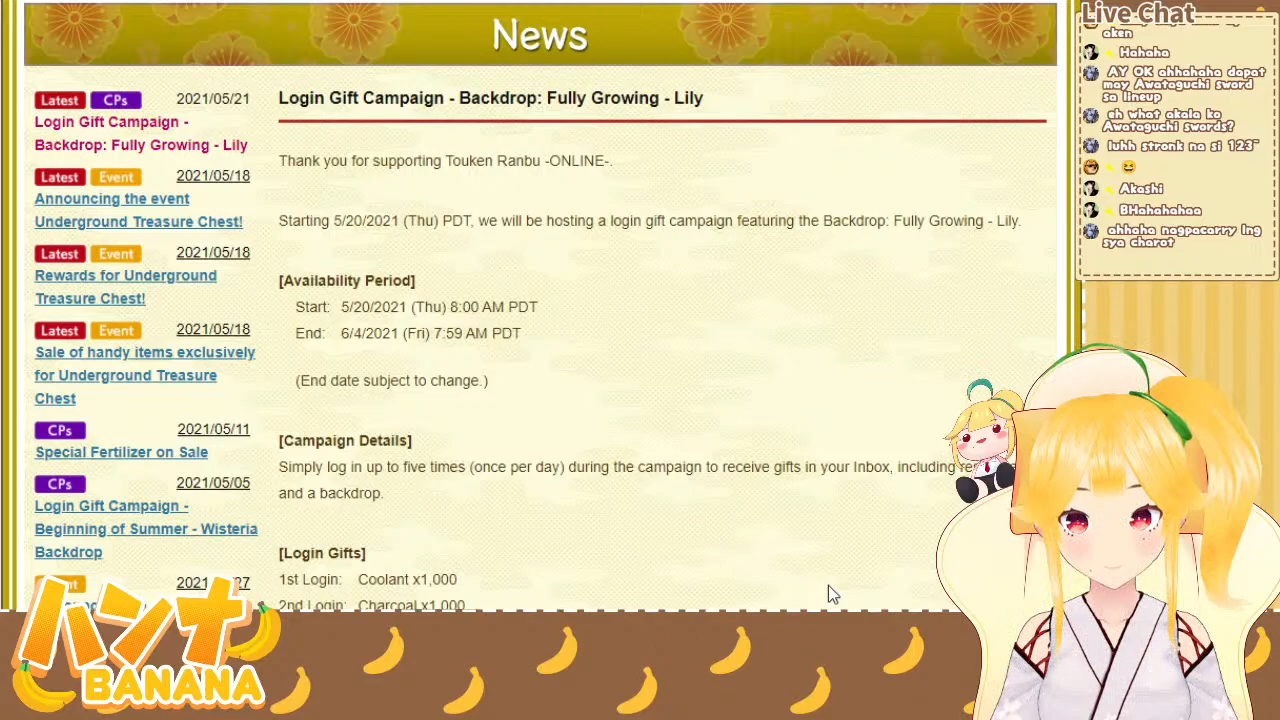 News
Latest CPs 2021/05/21
Login Gift Campaign -
Backdrop: Fully Growing - Lily
Latest Event 2021/05/18
Announcing the event
Underground Treasure Chest!
Latest Event 2021/05/18
Rewards for Underground
Treasure Chest!
Latest Event 2021/05/18
Sale of handy items exclusively
for Underground Treasure
Chest
CPs 2021/05/11
Special Fertilizer on Sale
CPs 2021/05/05
Login Gift Campaign -
Beginning of Summer - Wisteria
Backdrop
Login Gift Campaign - Backdrop: Fully Growing - Lily
Thank you for supporting Touken Ranbu -ONLINE-.
Starting 5/20/2021 (Thu) PDT, we will be hosting a login gift campaign featuring the Backdrop: Fully Growing - Lily.
[Availability Period]
Start: 5/20/2021 (Thu) 8:00 AM PDT
End: 6/4/2021 (Fri) 7:59 AM PDT
(End date subject to change.)
[Campaign Details]
Simply log in up to five times (once per day) during the campaign to receive gifts in your Inbox, including
and a backdrop.
[Login Gifts]
1st Login: Coolant x1,000
2nd Login: Charcoal x1,000
Live Chat
aken
Hahaha
AY OK ahhahaha dapat
may Awataguchi sword
sa lineup
eh what akala ko
Awataguchi swords?
luhh stronk na si 123~
😆
Akashi
BHahahahaa
ahhaha nagpacarry lng
sya charot
ハンナ
BANANA